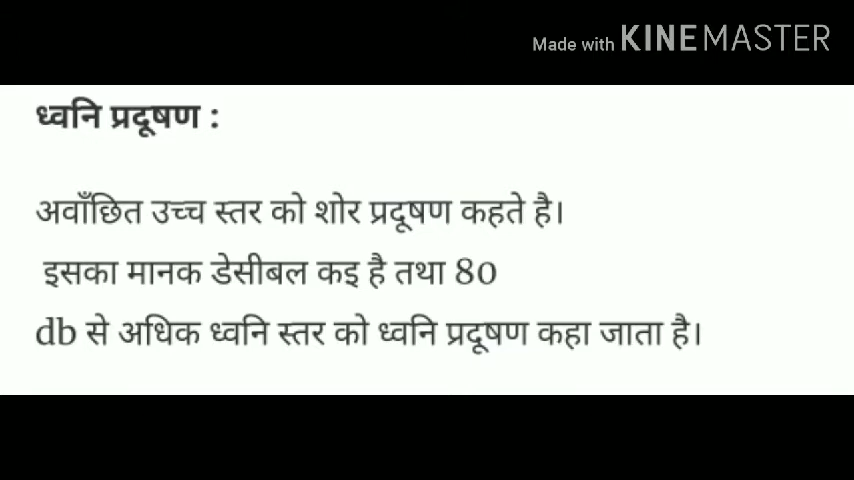 Made with KINEMASTER
ध्वनि प्रदूषण :
अवाँछित उच्च स्तर को शोर प्रदूषण कहते है।
इसका मानक डेसीबल कइ है तथा 80
db से अधिक ध्वनि स्तर को ध्वनि प्रदूषण कहा जाता है।